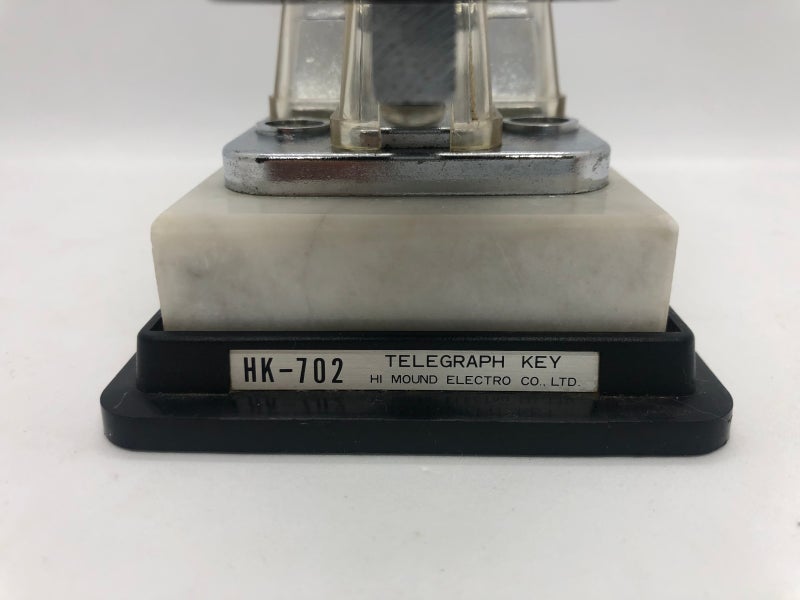 HK-702
TELEGRAPH KEY
HI MOUND ELECTRO CO., LTD.